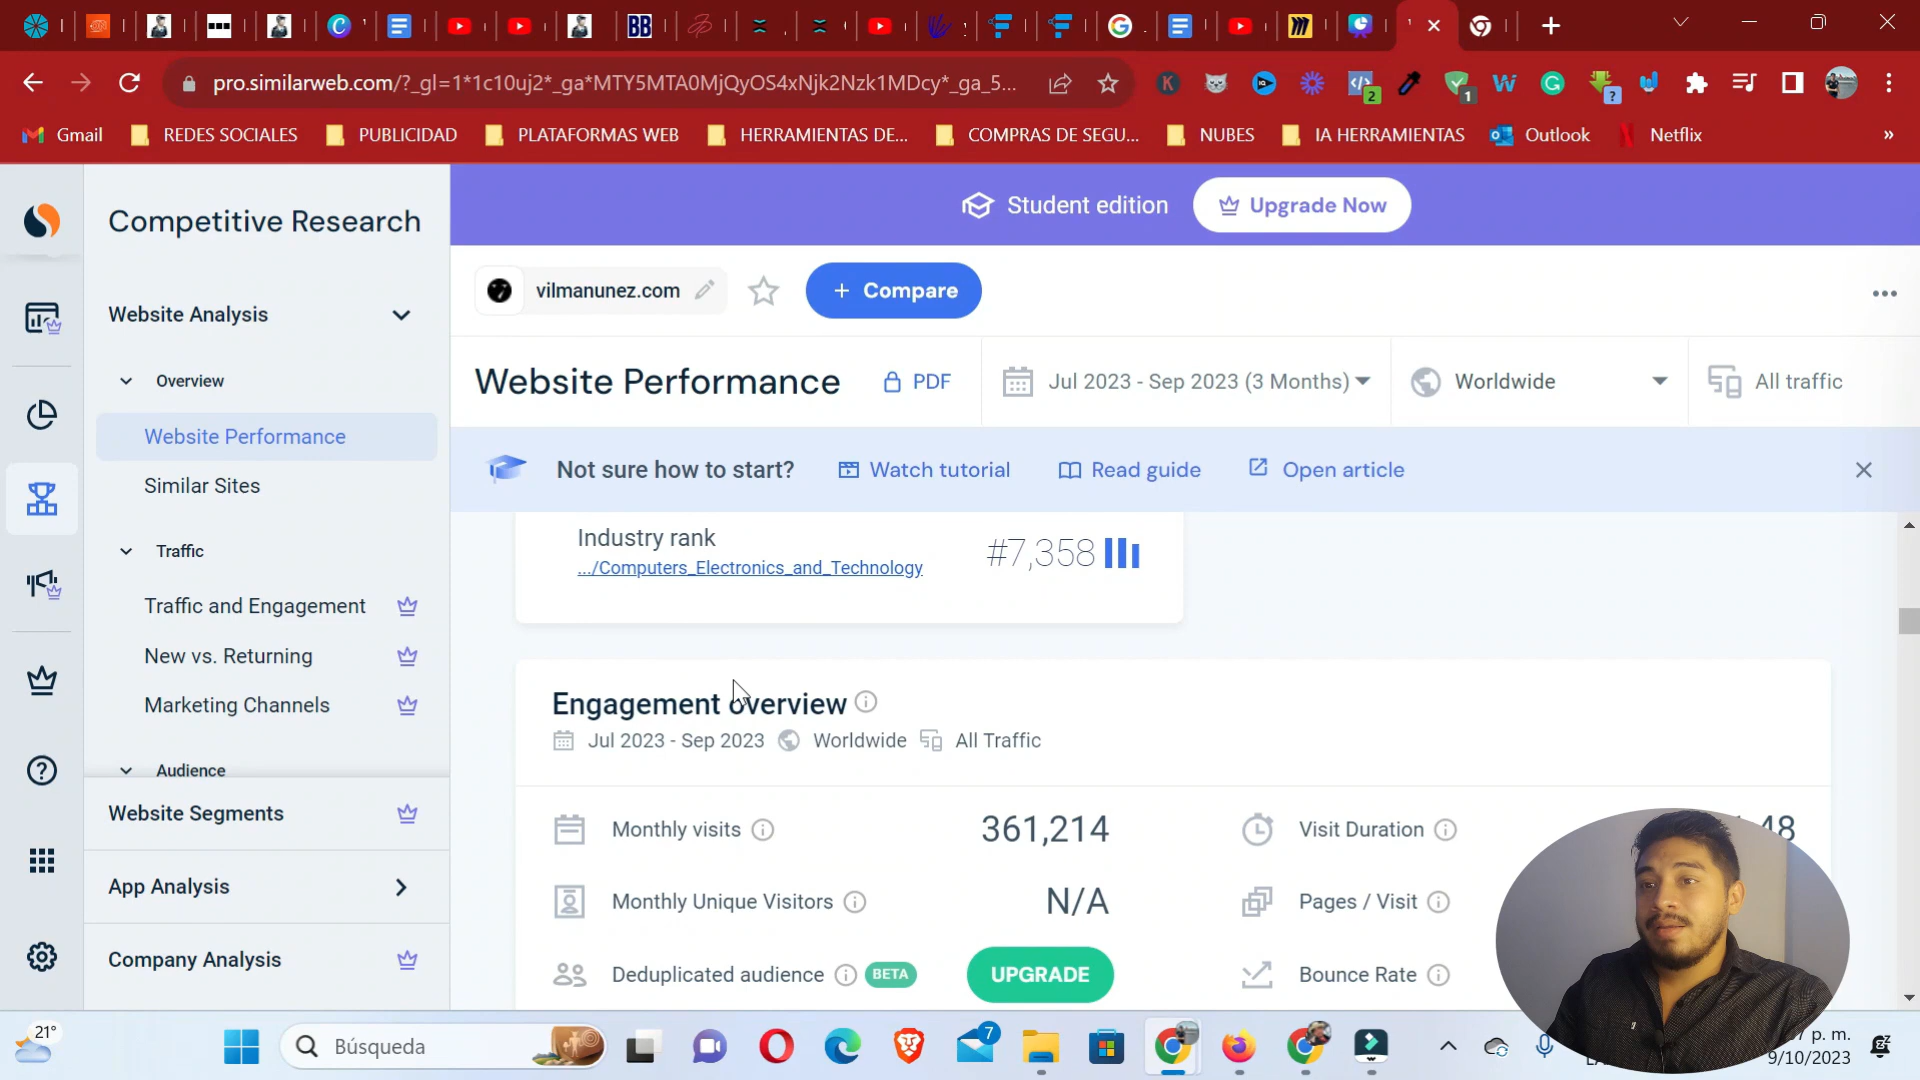 pro.similarweb.com/?_gl=1*1c10uj2*_ga*MTY5MTA0MjQyOS4xNjk2Nzk1MDcy*_ga_5...
Gmail
REDES SOCIALES
PUBLICIDAD
PLATAFORMAS WEB
HERRAMIENTAS DE...
COMPRAS DE SEGU...
NUBES
IA HERRAMIENTAS
Outlook
Netflix
»
Competitive Research
Website Analysis
Overview
Website Performance
Similar Sites
Traffic
Traffic and Engagement
New vs. Returning
Marketing Channels
Audience
Website Segments
App Analysis
Company Analysis
Student edition
Upgrade Now
vilmanunez.com
+ Compare
Website Performance
PDF
Jul 2023 - Sep 2023 (3 Months)
Worldwide
All traffic
Not sure how to start?
Watch tutorial
Read guide
Open article
Industry rank
.../Computers_Electronics_and_Technology
#7,358
Engagement overview
Jul 2023 - Sep 2023
Worldwide
All Traffic
Monthly visits
361,214
Visit Duration
48
Monthly Unique Visitors
N/A
Pages / Visit
Deduplicated audience
BETA
UPGRADE
Bounce Rate
21°
Búsqueda
7
p. m.
9/10/2023